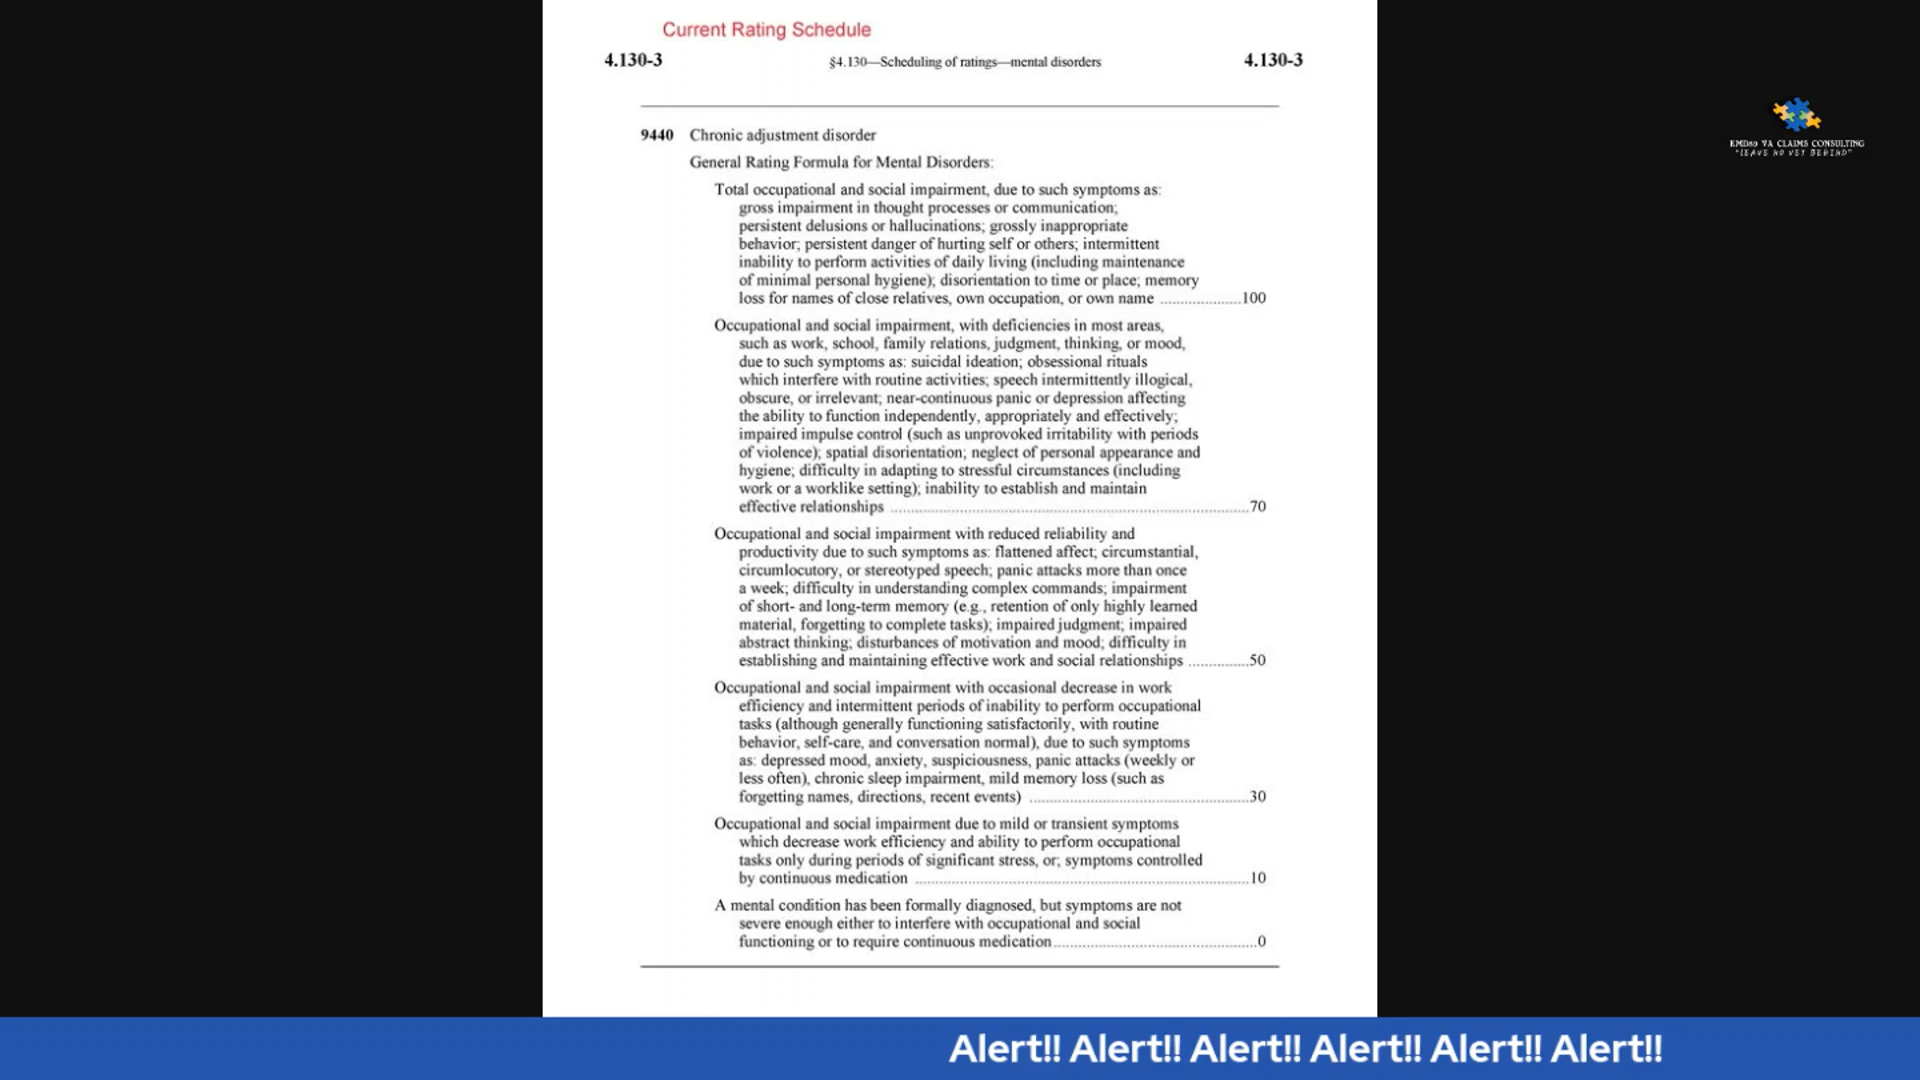 Current Rating Schedule
4.130-3 §4.130—Scheduling of ratings—mental disorders 4.130-3
9440 Chronic adjustment disorder
General Rating Formula for Mental Disorders:
Total occupational and social impairment, due to such symptoms as:
gross impairment in thought processes or communication;
persistent delusions or hallucinations; grossly inappropriate
behavior; persistent danger of hurting self or others; intermittent
inability to perform activities of daily living (including maintenance
of minimal personal hygiene); disorientation to time or place; memory
loss for names of close relatives, own occupation, or own name ....................100
Occupational and social impairment, with deficiencies in most areas,
such as work, school, family relations, judgment, thinking, or mood,
due to such symptoms as: suicidal ideation; obsessional rituals
which interfere with routine activities; speech intermittently illogical,
obscure, or irrelevant; near-continuous panic or depression affecting
the ability to function independently, appropriately and effectively;
impaired impulse control (such as unprovoked irritability with periods
of violence); spatial disorientation; neglect of personal appearance and
hygiene; difficulty in adapting to stressful circumstances (including
work or a worklike setting); inability to establish and maintain
effective relationships ....................70
Occupational and social impairment with reduced reliability and
productivity due to such symptoms as: flattened affect; circumstantial,
circumlocutory, or stereotyped speech; panic attacks more than once
a week; difficulty in understanding complex commands; impairment
of short- and long-term memory (e.g., retention of only highly learned
material, forgetting to complete tasks); impaired judgment; impaired
abstract thinking; disturbances of motivation and mood; difficulty in
establishing and maintaining effective work and social relationships ...............50
Occupational and social impairment with occasional decrease in work
efficiency and intermittent periods of inability to perform occupational
tasks (although generally functioning satisfactorily, with routine
behavior, self-care, and conversation normal), due to such symptoms
as: depressed mood, anxiety, suspiciousness, panic attacks (weekly or
less often), chronic sleep impairment, mild memory loss (such as
forgetting names, directions, recent events) ....................30
Occupational and social impairment due to mild or transient symptoms
which decrease work efficiency and ability to perform occupational
tasks only during periods of significant stress, or; symptoms controlled
by continuous medication ....................10
A mental condition has been formally diagnosed, but symptoms are not
severe enough either to interfere with occupational and social
functioning or to require continuous medication....................0
KMD80 VA CLAIMS CONSULTING
"LEAVE NO VET BEHIND"
Alert!! Alert!! Alert!! Alert!! Alert!! Alert!!